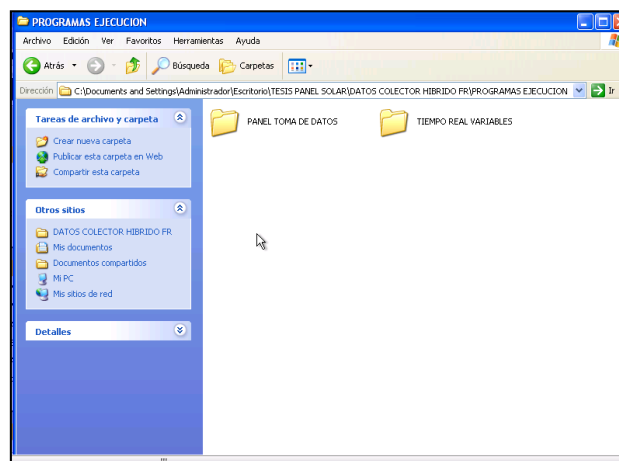 PROGRAMAS EJECUCION
Archivo Edición Ver Favoritos Herramientas Ayuda
Atrás Búsqueda Carpetas
Dirección C:\Documents and Settings\Administrador\Escritorio\TESIS PANEL SOLAR\DATOS COLECTOR HIBRIDO FR\PROGRAMAS EJECUCION Ir
Tareas de archivo y carpeta
Crear nueva carpeta
Publicar esta carpeta en Web
Compartir esta carpeta
Otros sitios
DATOS COLECTOR HIBRIDO FR
Mis documentos
Documentos compartidos
Mi PC
Mis sitios de red
Detalles
PANEL TOMA DE DATOS
TIEMPO REAL VARIABLES